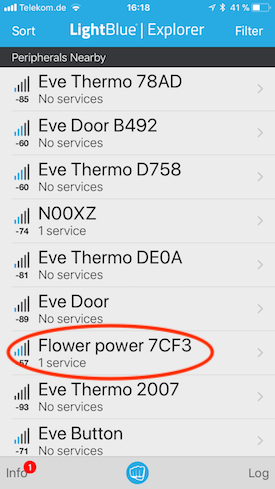 Telekom.de 16:18 41 %
Sort LightBlue | Explorer Filter
Peripherals Nearby
Eve Thermo 78AD
-85 No services
Eve Door B492
-60 No services
Eve Thermo D758
-60 No services
N00XZ
-74 1 service
Eve Thermo DE0A
-81 No services
Eve Door
-89 No services
Flower power 7CF3
-57 1 service
Eve Thermo 2007
-93 No services
Eve Button
-71 No services
Info 1 Log